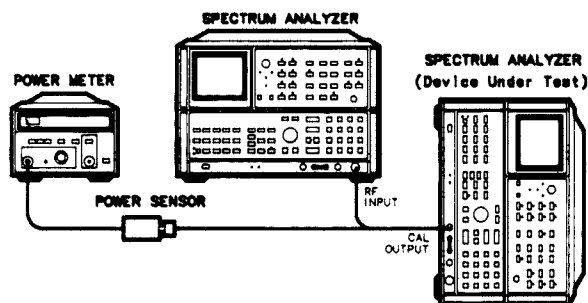 SPECTRUM ANALYZER
SPECTRUM ANALYZER
(Device Under Test)
POWER METER
POWER SENSOR
RF
INPUT
CAL
OUTPUT